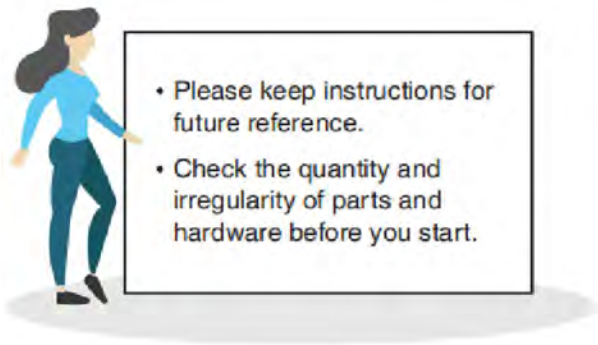 • Please keep instructions for
future reference.
• Check the quantity and
irregularity of parts and
hardware before you start.